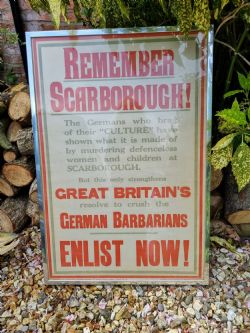 REMEMBER
SCARBOROUGH!
The Germans who brag
of their "CULTURE" have
shown what it is made of
by murdering defenceless
women and children at
SCARBOROUGH.
But this only strengthens
GREAT BRITAIN'S
resolve to crush the
GERMAN BARBARIANS
ENLIST NOW!